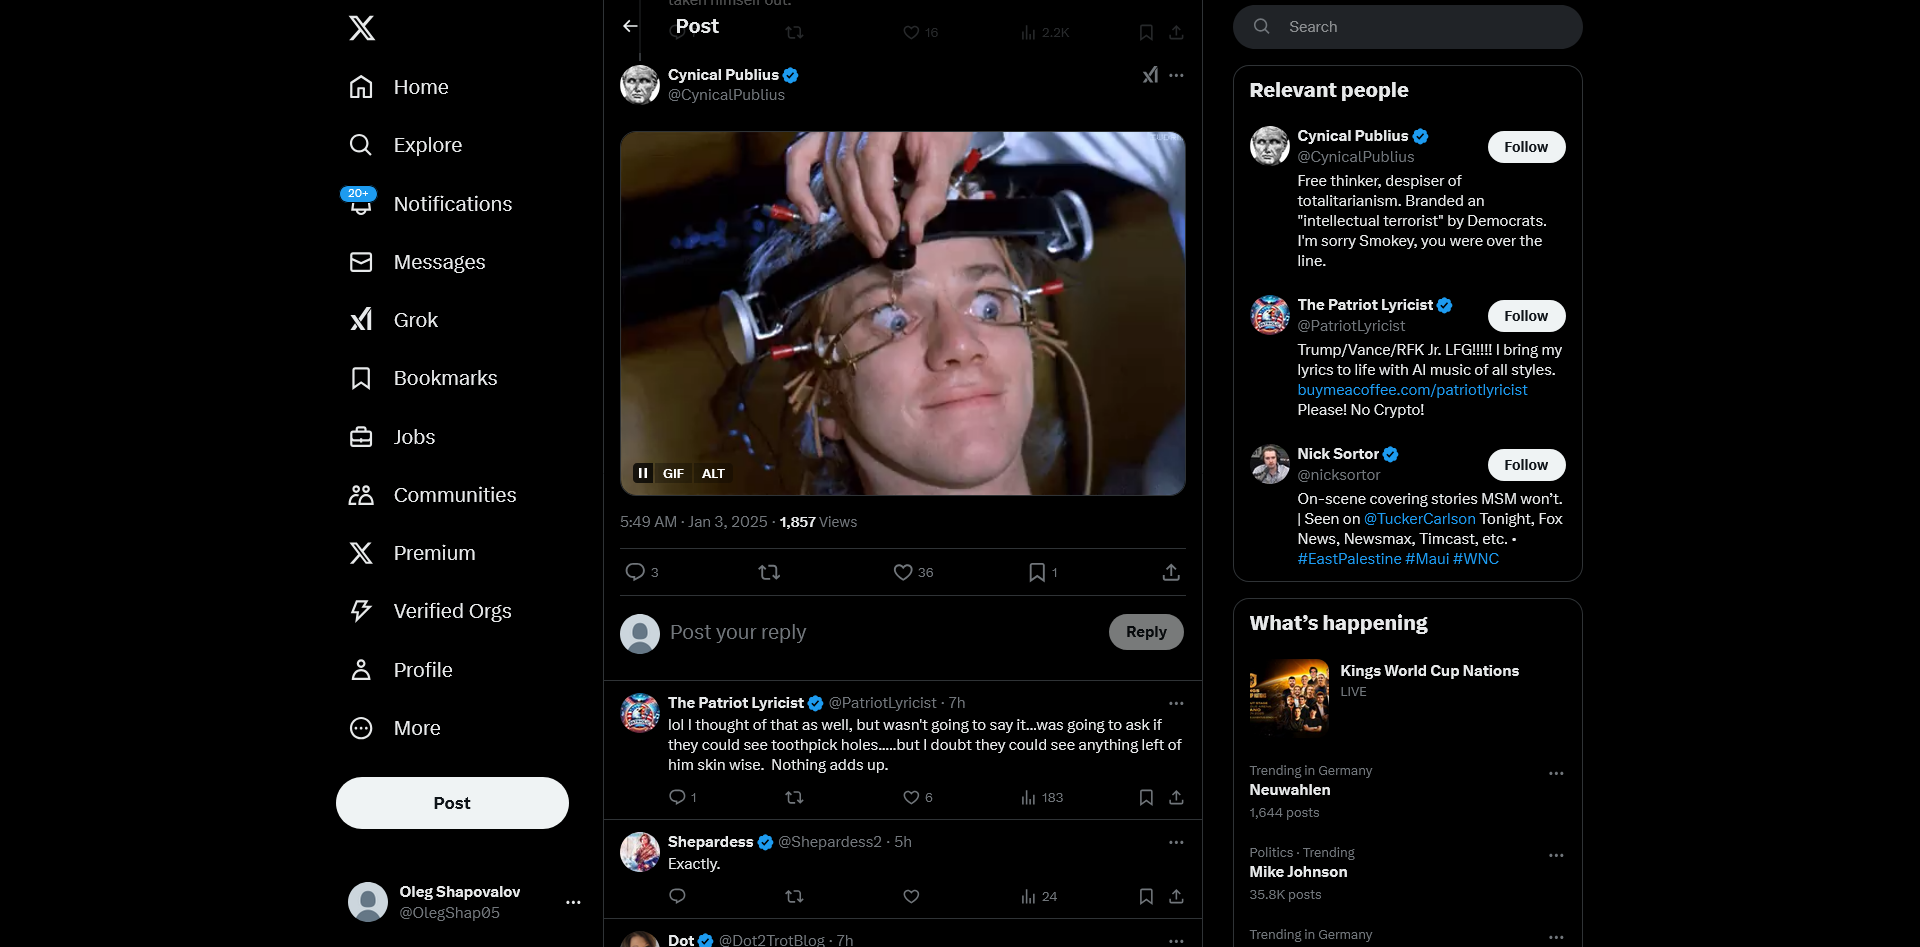 Home
Explore
20+
Notifications
Messages
Grok
Bookmarks
Jobs
Communities
Premium
Verified Orgs
Profile
More
Post
Oleg Shapovalov
@OlegShap05
taken himself out.
Post
16
2.2K
Cynical Publius
@CynicalPublius
GIF
ALT
5:49 AM · Jan 3, 2025 · 1,857 Views
3
36
1
Post your reply
Reply
The Patriot Lyricist @PatriotLyricist · 7h
lol I thought of that as well, but wasn't going to say it...was going to ask if
they could see toothpick holes.....but I doubt they could see anything left of
him skin wise. Nothing adds up.
1
6
183
Shepardess @Shepardess2 · 5h
Exactly.
24
Dot @Dot2TrotBlog · 7h
Search
Relevant people
Cynical Publius
@CynicalPublius
Follow
Free thinker, despiser of
totalitarianism. Branded an
"intellectual terrorist" by Democrats.
I'm sorry Smokey, you were over the
line.
The Patriot Lyricist
@PatriotLyricist
Follow
Trump/Vance/RFK Jr. LFG!!!!! I bring my
lyrics to life with AI music of all styles.
buymeacoffee.com/patriotlyricist
Please! No Crypto!
Nick Sortor
@nicksortor
Follow
On-scene covering stories MSM won’t.
| Seen on @TuckerCarlson Tonight, Fox
News, Newsmax, Timcast, etc. •
#EastPalestine #Maui #WNC
What’s happening
Kings World Cup Nations
LIVE
Trending in Germany
Neuwahlen
1,644 posts
Politics · Trending
Mike Johnson
35.8K posts
Trending in Germany